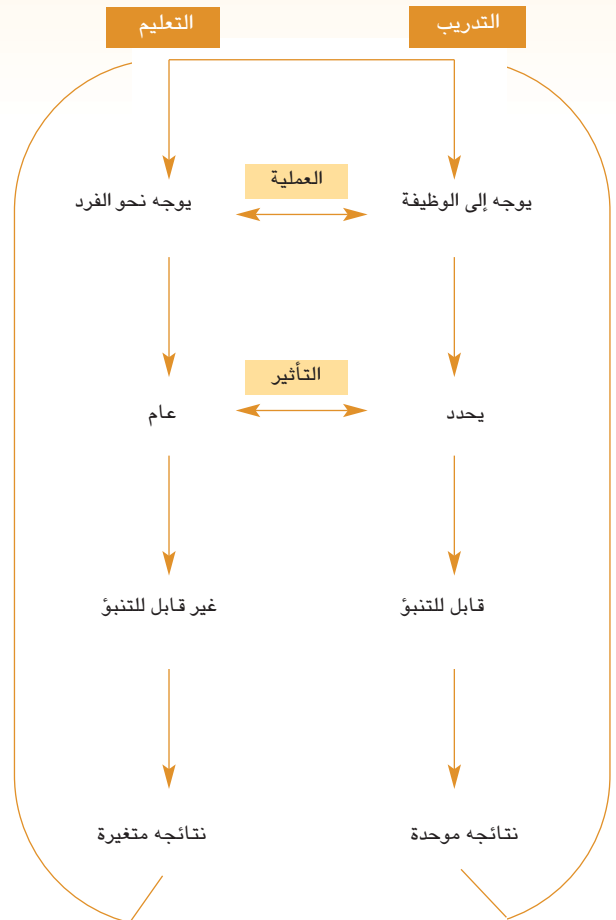 التدريب
التعليم
العملية
يوجه إلى الوظيفة
يوجه نحو الفرد
التأثير
يحدد
عام
قابل للتنبؤ
غير قابل للتنبؤ
نتائجه موحدة
نتائجه متغيرة